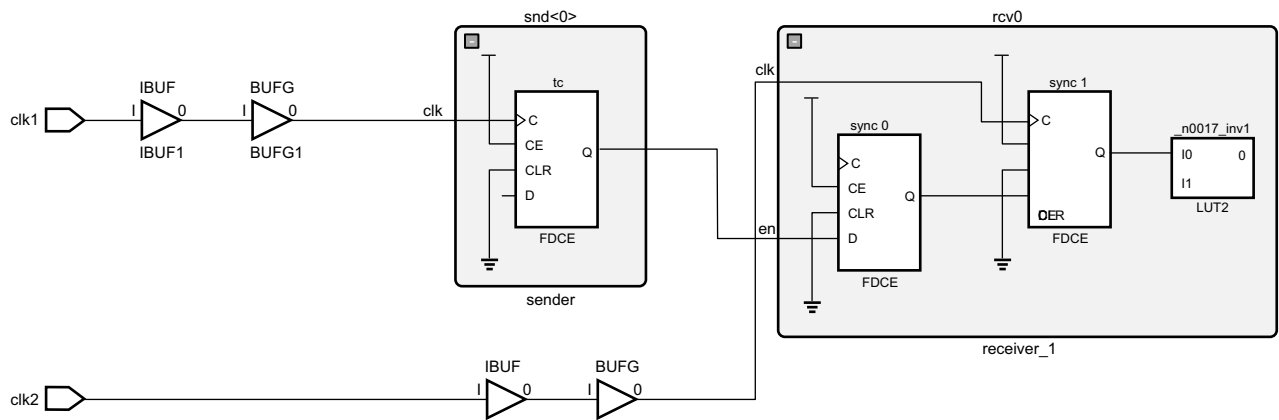 snd<0>
rcv0
-
-
clk
tc
sync 1
IBUF
BUFG
clk1
I
0
I
0
clk
C
C
sync 0
_n0017_inv1
IBUF1
BUFG1
CE
Q
Q
I0
0
C
CLR
I1
CE
D
Q
LUT2
CLR
FDCE
en
D
FDCE
FDCE
sender
receiver_1
IBUF
BUFG
clk2
I
0
I
0